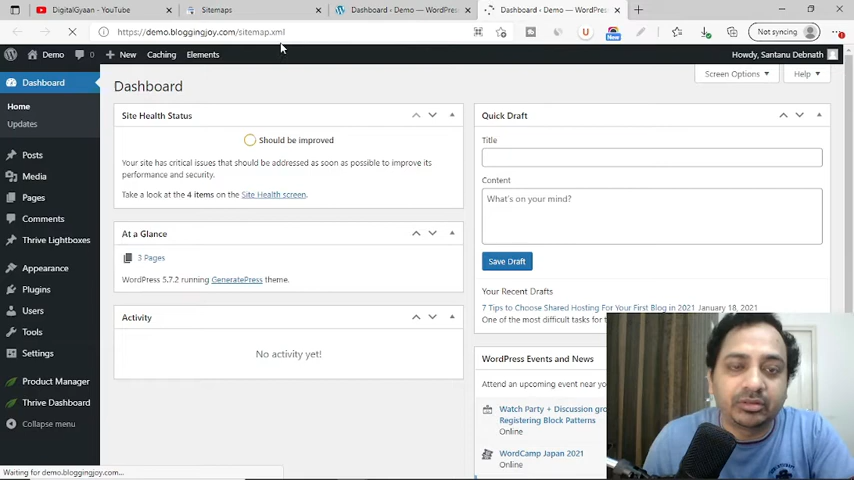 DigitalGyaan - YouTube
Sitemaps
Dashboard ‹ Demo — WordPres
Dashboard ‹ Demo — WordPress
https://demo.bloggingjoy.com/sitemap.xml
New
Not syncing
Demo
New
Caching
Elements
Howdy, Santanu Debnath
Dashboard
Home
Updates
Posts
Media
Pages
Comments
Thrive Lightboxes
Appearance
Plugins
Users
Tools
Settings
Product Manager
Thrive Dashboard
Collapse menu
Dashboard
Screen Options
Help
Site Health Status
Should be improved
Your site has critical issues that should be addressed as soon as possible to improve its
performance and security.
Take a look at the 4 items on the Site Health screen.
At a Glance
3 Pages
WordPress 5.7.2 running GeneratePress theme.
Activity
No activity yet!
Quick Draft
Title
Content
What's on your mind?
Save Draft
Your Recent Drafts
7 Tips to Choose Shared Hosting For Your First Blog in 2021 January 18, 2021
One of the most difficult tasks for
WordPress Events and News
Attend an upcoming event near you
Watch Party + Discussion gro
Registering Block Patterns
Online
WordCamp Japan 2021
Online
Waiting for demo.bloggingjoy.com...